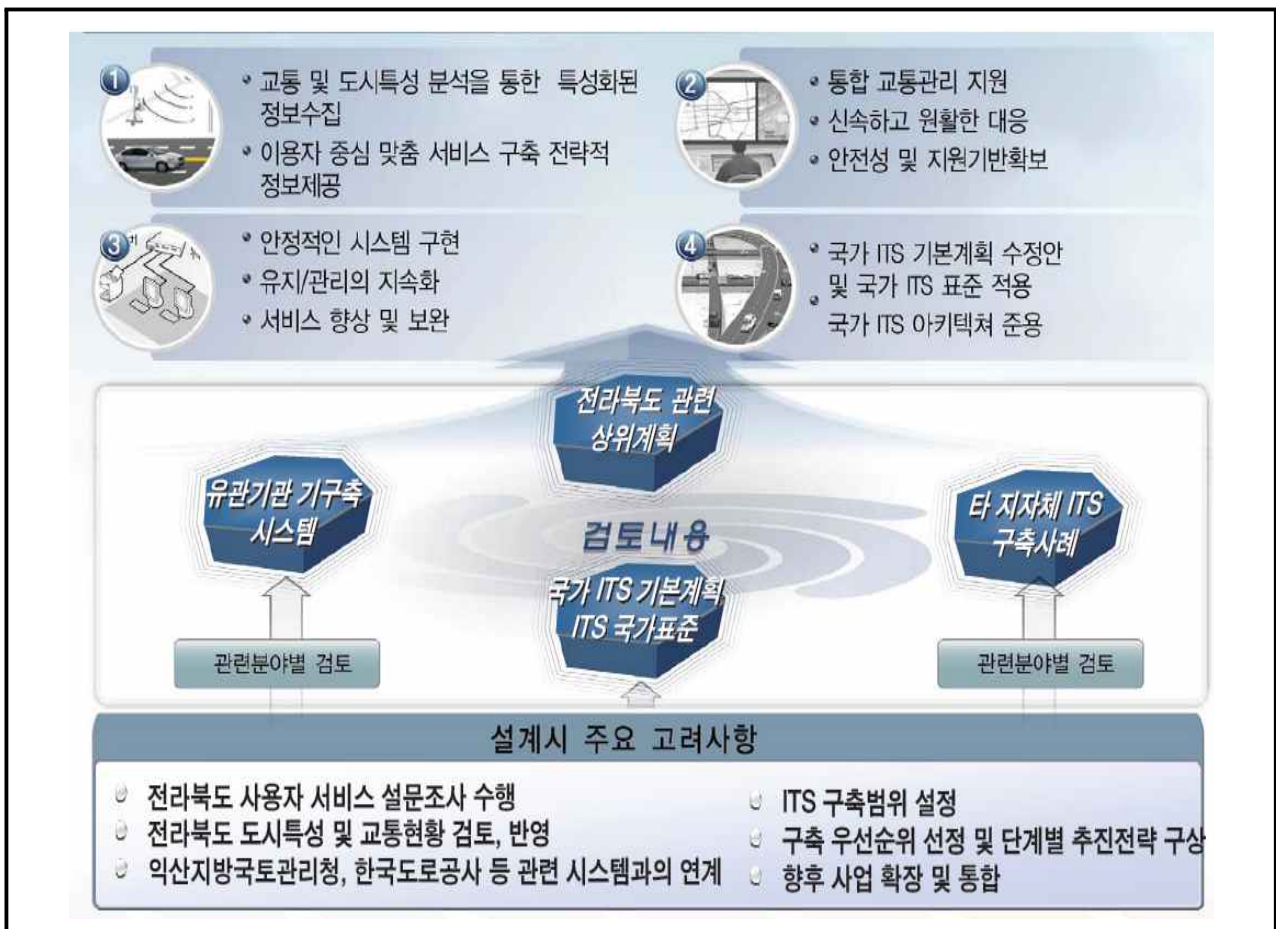 1
• 교통 및 도시특성 분석을 통한 특성화된
정보수집
• 이용자 중심 맞춤 서비스 구축 전략적
정보제공
2
• 통합 교통관리 지원
• 신속하고 원활한 대응
• 안전성 및 지원기반확보
3
• 안정적인 시스템 구현
• 유지/관리의 지속화
• 서비스 향상 및 보완
4
• 국가 ITS 기본계획 수정안
및 국가 ITS 표준 적용
• 국가 ITS 아키텍쳐 준용
전라북도 관련
상위계획
유관기관 기구축
시스템
타 지자체 ITS
구축사례
검토내용
국가 ITS 기본계획,
ITS 국가표준
관련분야별 검토
관련분야별 검토
설계시 주요 고려사항
전라북도 사용자 서비스 설문조사 수행
전라북도 도시특성 및 교통현황 검토, 반영
익산지방국토관리청, 한국도로공사 등 관련 시스템과의 연계
ITS 구축범위 설정
구축 우선순위 선정 및 단계별 추진전략 구상
향후 사업 확장 및 통합